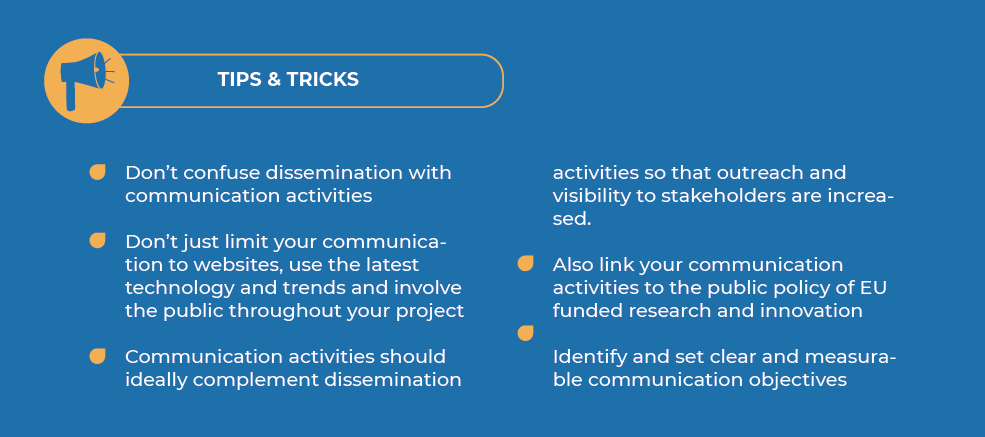 TIPS & TRICKS
Don’t confuse dissemination with
communication activities
Don’t just limit your communica-
tion to websites, use the latest
technology and trends and involve
the public throughout your project
Communication activities should
ideally complement dissemination
activities so that outreach and
visibility to stakeholders are increa-
sed.
Also link your communication
activities to the public policy of EU
funded research and innovation
Identify and set clear and measura-
ble communication objectives